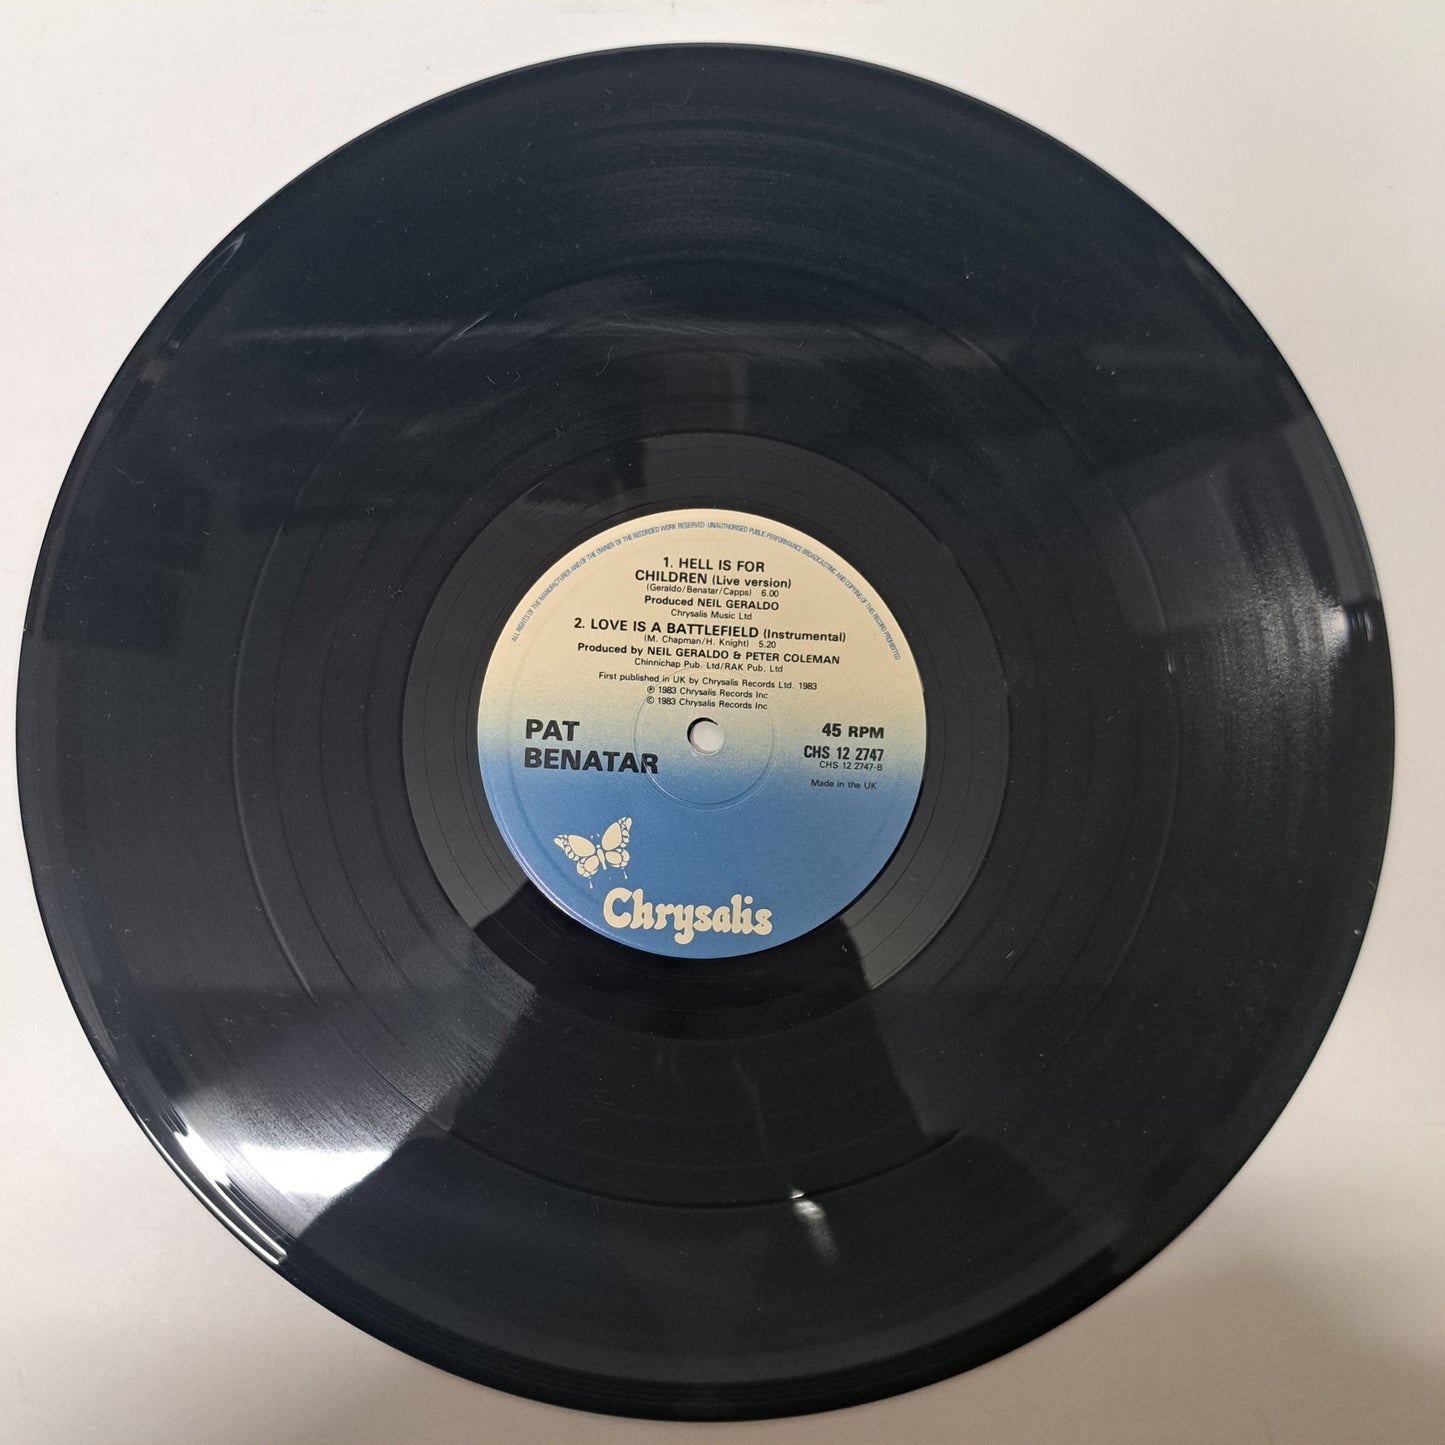 ALL RIGHTS OF THE MANUFACTURER AND OF THE OWNER OF THE RECORDED WORK RESERVED · UNAUTHORISED PUBLIC PERFORMANCE BROADCASTING AND COPYING OF THIS RECORD PROHIBITED
1. HELL IS FOR
CHILDREN (Live version)
(Geraldo/Benatar/Capps) 6.00
Produced NEIL GERALDO
Chrysalis Music Ltd
2. LOVE IS A BATTLEFIELD (Instrumental)
(M. Chapman/H. Knight) 5.20
Produced by NEIL GERALDO & PETER COLEMAN
Chinnichap Pub. Ltd/RAK Pub. Ltd
First published in UK by Chrysalis Records Ltd. 1983
℗ 1983 Chrysalis Records Inc
© 1983 Chrysalis Records Inc
PAT
BENATAR
45 RPM
CHS 12 2747
CHS 12 2747-B
Made in the UK
Chrysalis